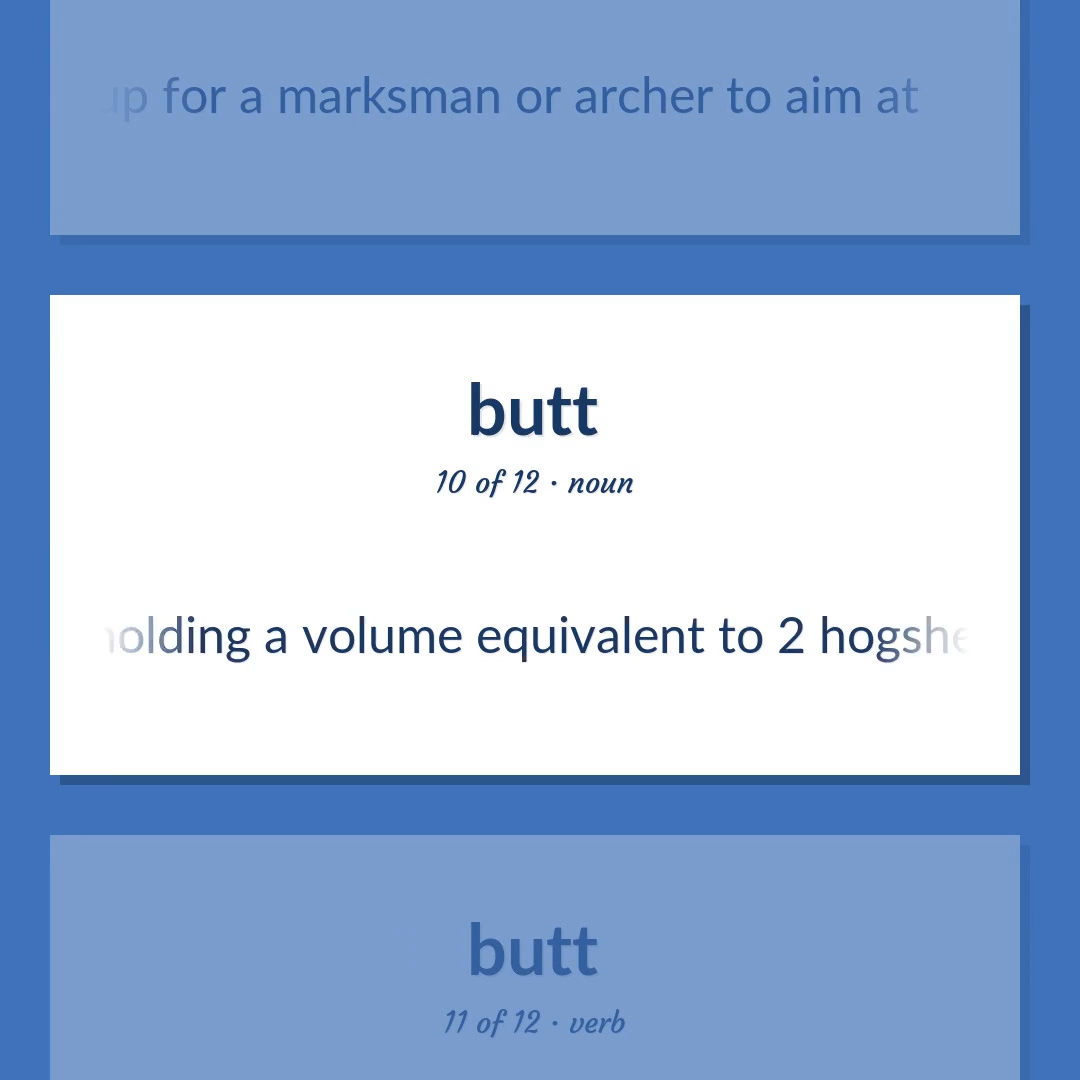 up for a marksman or archer to aim at
butt
10 of 12 · noun
holding a volume equivalent to 2
butt
11 of 12 · verb